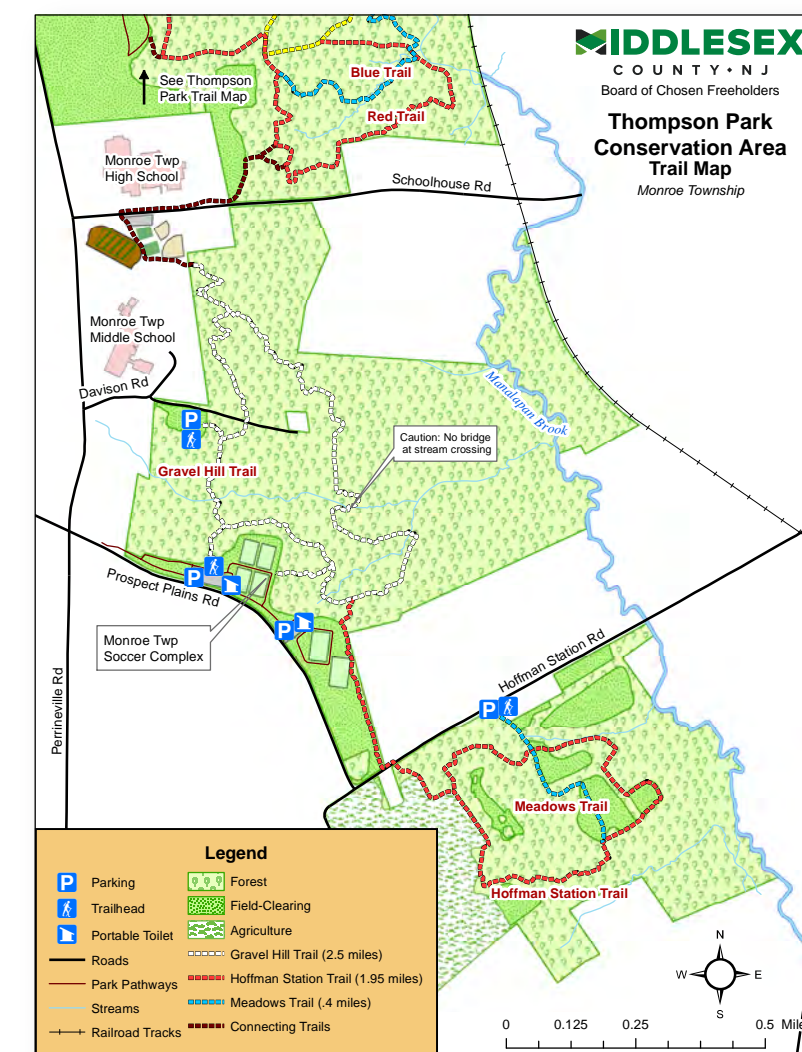 MIDDLESEX
COUNTY • NJ
Board of Chosen Freeholders
Thompson Park
Conservation Area
Trail Map
Monroe Township
See Thompson
Park Trail Map
Blue Trail
Red Trail
Monroe Twp
High School
Schoolhouse Rd
Monroe Twp
Middle School
Davison Rd
Manalapan Brook
P
Caution: No bridge
at stream crossing
Gravel Hill Trail
P
Prospect Plains Rd
P
Monroe Twp
Soccer Complex
Hoffman Station Rd
Perrineville Rd
P
Meadows Trail
Hoffman Station Trail
Legend
P Parking
Trailhead
Portable Toilet
Roads
Park Pathways
Streams
Railroad Tracks
Forest
Field-Clearing
Agriculture
Gravel Hill Trail (2.5 miles)
Hoffman Station Trail (1.95 miles)
Meadows Trail (.4 miles)
Connecting Trails
N
W E
S
0 0.125 0.25 0.5 Mile